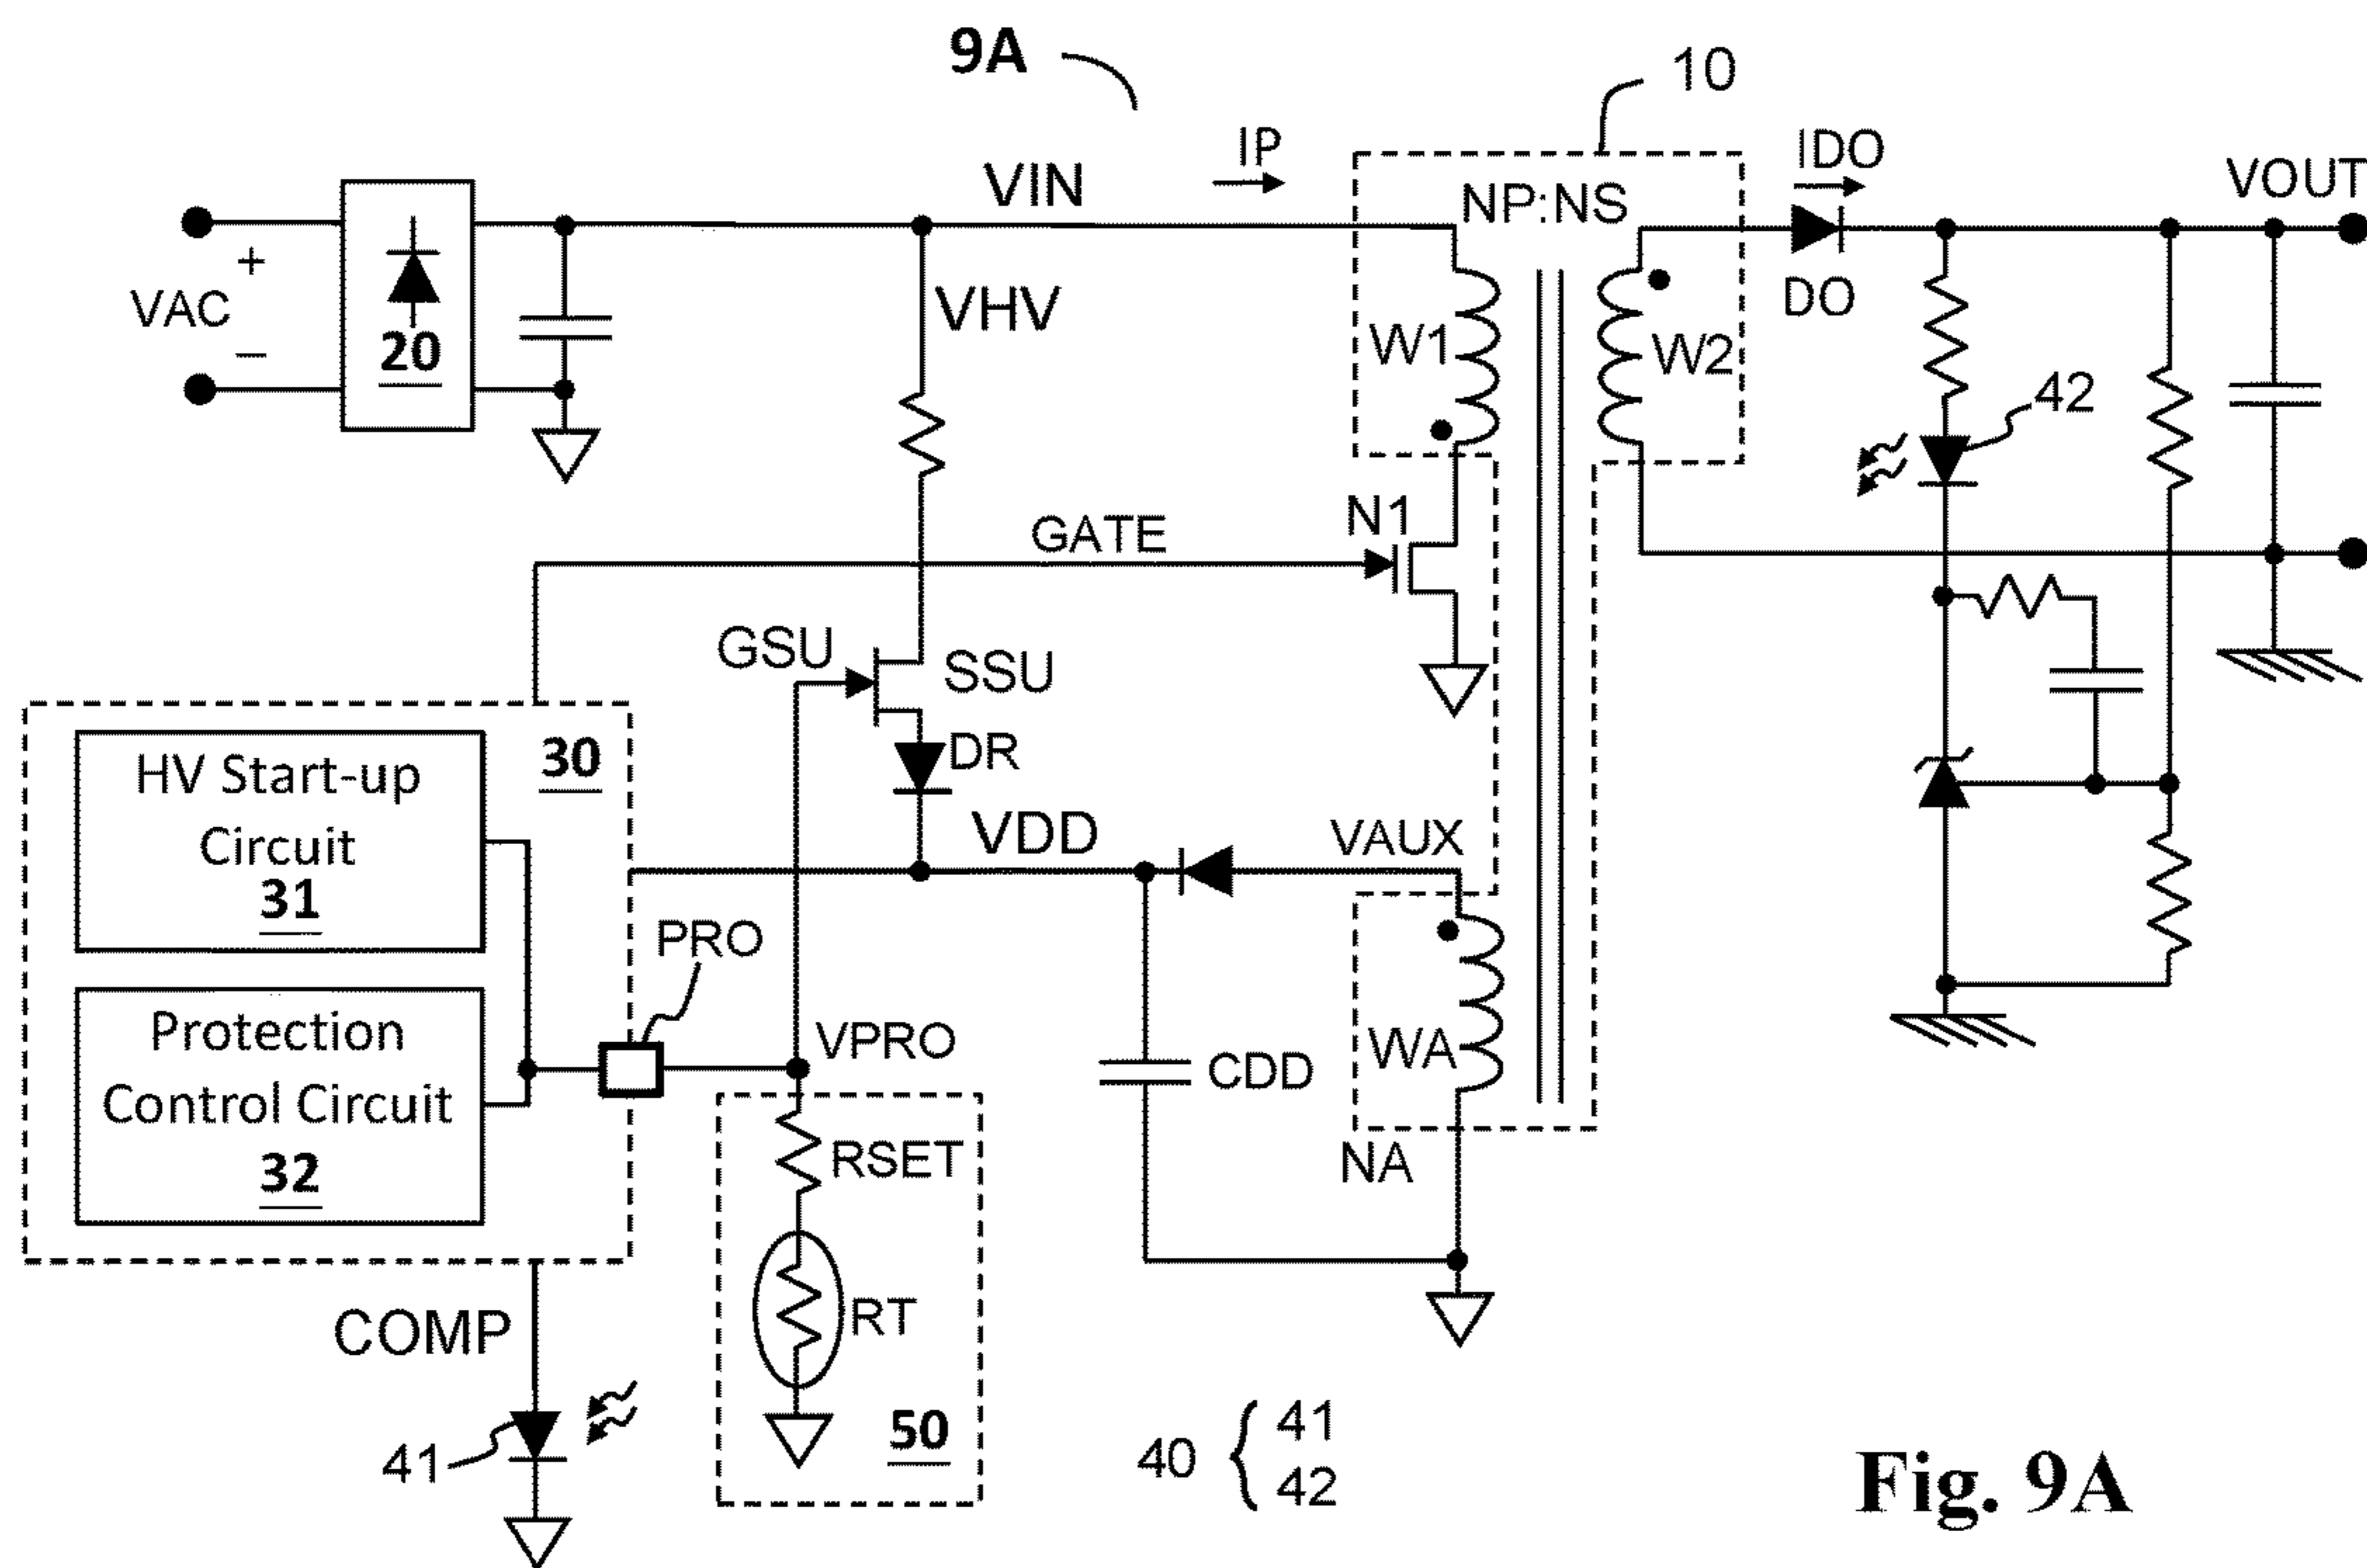 9A
10
IP
IDO
VOUT
VIN
NP:NS
+
VAC
−
20
VHV
W1
W2
DO
42
N1
GATE
GSU
SSU
HV Start-up
Circuit
31
30
DR
VDD
VAUX
PRO
Protection
Control Circuit
32
VPRO
WA
CDD
RSET
NA
RT
COMP
41
50
40 { 41
42
Fig. 9A